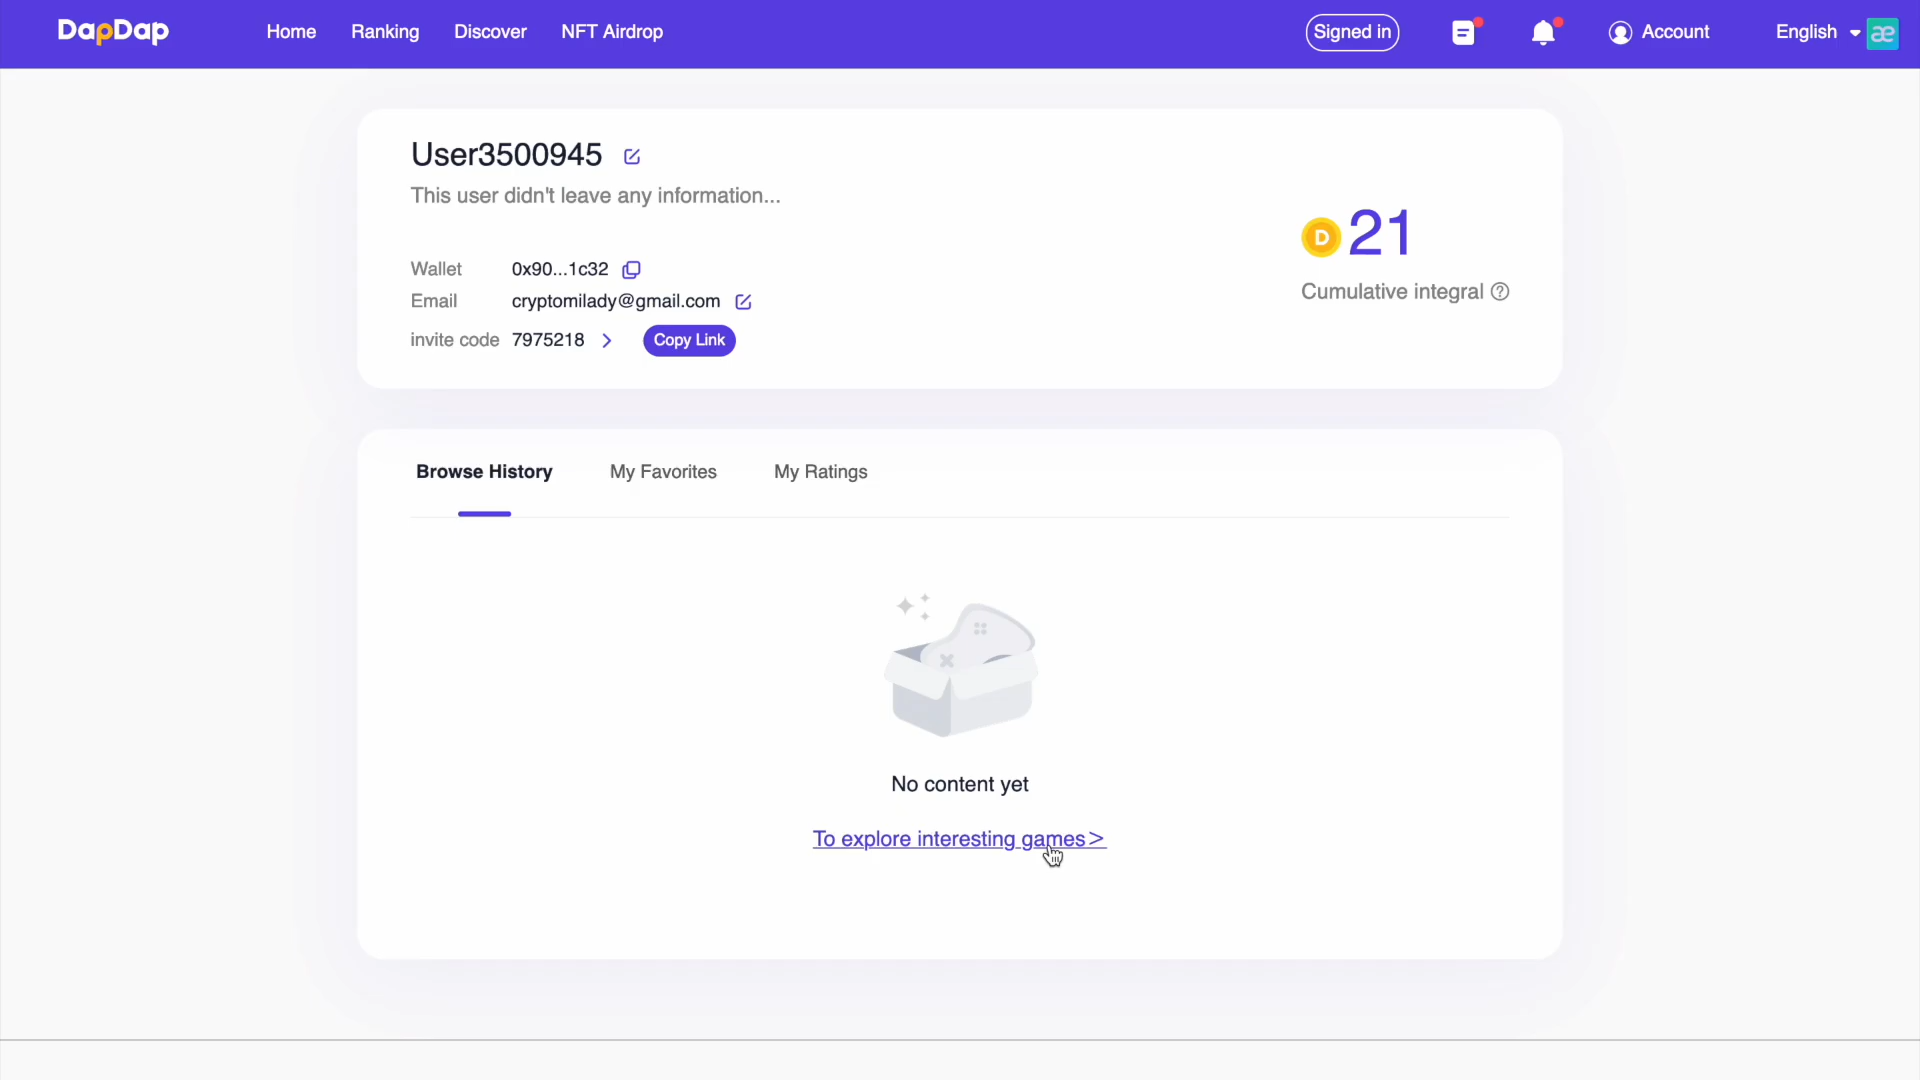 DapDap Home Ranking Discover NFT Airdrop Signed in Account English æ
User3500945
This user didn't leave any information...
Wallet 0x90...1c32
Email cryptomilady@gmail.com
invite code 7975218 > Copy Link
D 21
Cumulative integral ?
Browse History My Favorites My Ratings
No content yet
To explore interesting games >